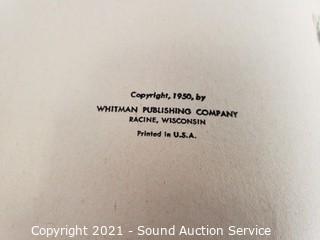 Copyright, 1950, by
WHITMAN PUBLISHING COMPANY
RACINE, WISCONSIN
Printed in U.S.A.
Copyright 2021 - Sound Auction Service